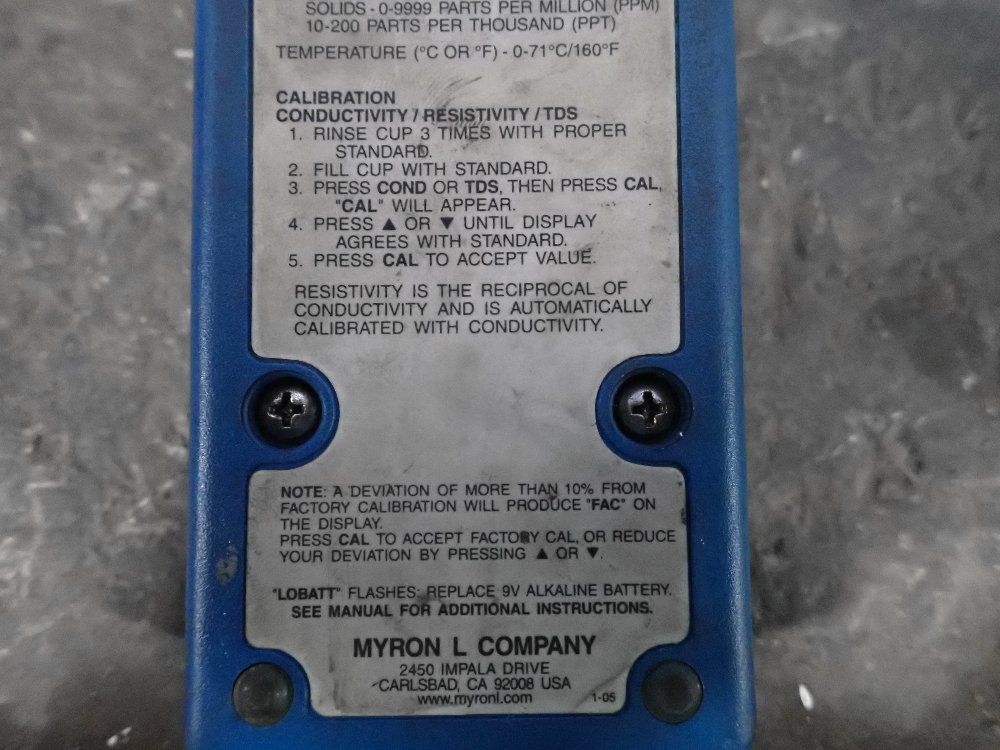 SOLIDS - 0-9999 PARTS PER MILLION (PPM)
10-200 PARTS PER THOUSAND (PPT)
TEMPERATURE (°C OR °F) - 0-71°C/160°F
CALIBRATION
CONDUCTIVITY / RESISTIVITY / TDS
1. RINSE CUP 3 TIMES WITH PROPER
STANDARD.
2. FILL CUP WITH STANDARD.
3. PRESS COND OR TDS, THEN PRESS CAL,
"CAL" WILL APPEAR.
4. PRESS ▲ OR ▼ UNTIL DISPLAY
AGREES WITH STANDARD.
5. PRESS CAL TO ACCEPT VALUE.
RESISTIVITY IS THE RECIPROCAL OF
CONDUCTIVITY AND IS AUTOMATICALLY
CALIBRATED WITH CONDUCTIVITY.
NOTE: A DEVIATION OF MORE THAN 10% FROM
FACTORY CALIBRATION WILL PRODUCE "FAC" ON
THE DISPLAY.
PRESS CAL TO ACCEPT FACTORY CAL, OR REDUCE
YOUR DEVIATION BY PRESSING ▲ OR ▼.
"LOBATT" FLASHES: REPLACE 9V ALKALINE BATTERY.
SEE MANUAL FOR ADDITIONAL INSTRUCTIONS.
MYRON L COMPANY
2450 IMPALA DRIVE
CARLSBAD, CA 92008 USA
www.myronl.com 1-05